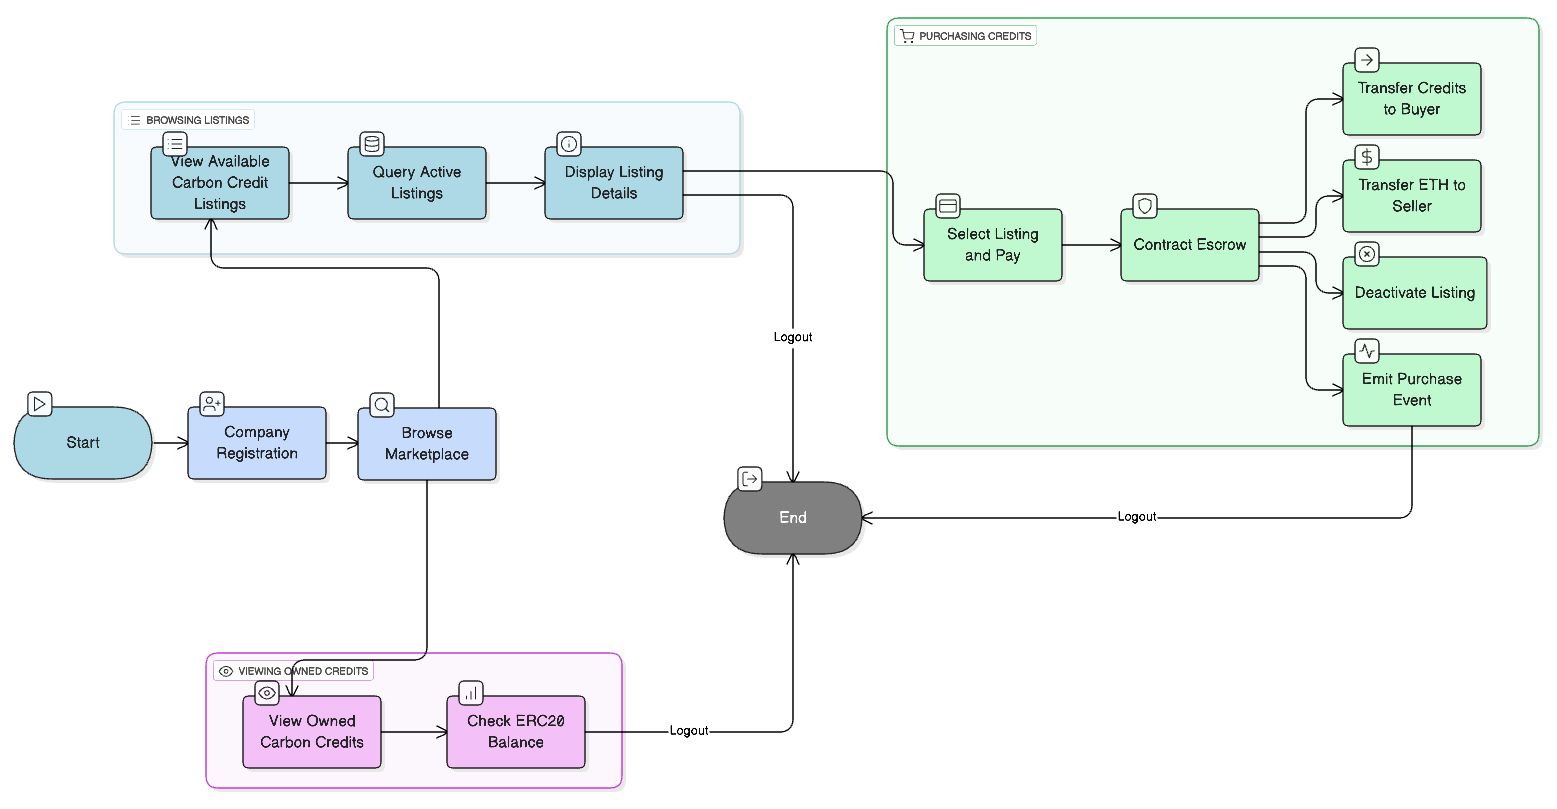 PURCHASING CREDITS
Transfer Credits
to Buyer
BROWSING LISTINGS
View Available
Carbon Credit
Listings
Query Active
Listings
Display Listing
Details
Transfer ETH to
Seller
Select Listing
and Pay
Contract Escrow
Deactivate Listing
Logout
Emit Purchase
Event
Start
Company
Registration
Browse
Marketplace
End
Logout
VIEWING OWNED CREDITS
View Owned
Carbon Credits
Check ERC20
Balance
Logout